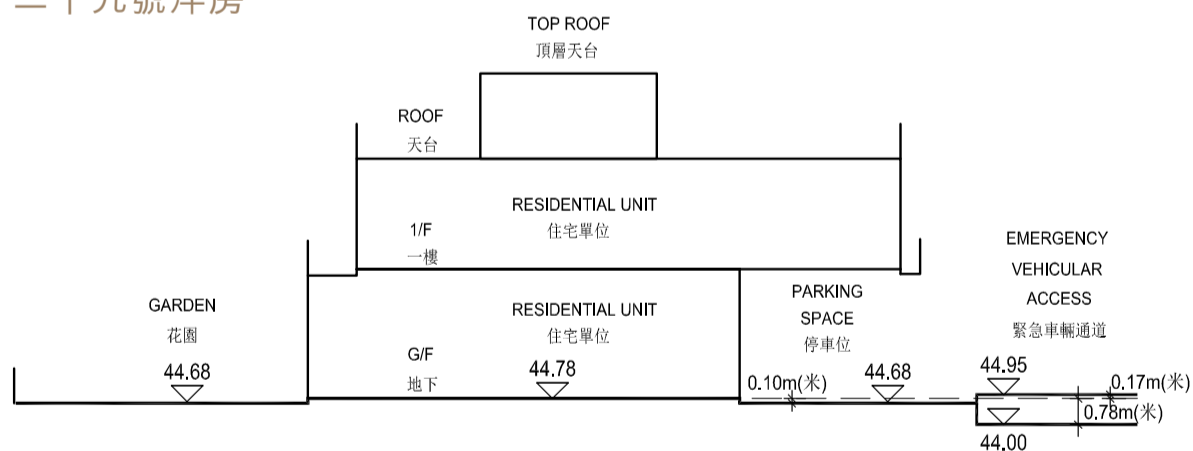 TOP ROOF
頂層天台
ROOF
天台
RESIDENTIAL UNIT
住宅單位
1/F
一樓
EMERGENCY
VEHICULAR
ACCESS
緊急車輛通道
GARDEN
花園
RESIDENTIAL UNIT
住宅單位
PARKING
SPACE
停車位
G/F
地下
44.68
44.78
0.10m(米)
44.68
44.95
0.17m(米)
0.78m(米)
44.00